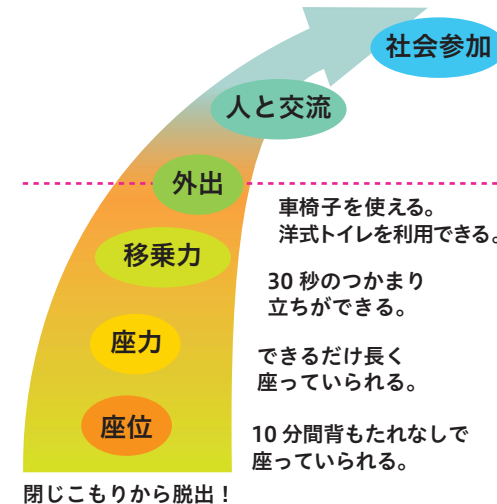 社会参加
人と交流
外出
車椅子を使える。
洋式トイレを利用できる。
移乗力
30 秒のつかまり
立ちができる。
座力
できるだけ長く
座っていられる。
座位
10 分間背もたれなしで
座っていられる。
閉じこもりから脱出！